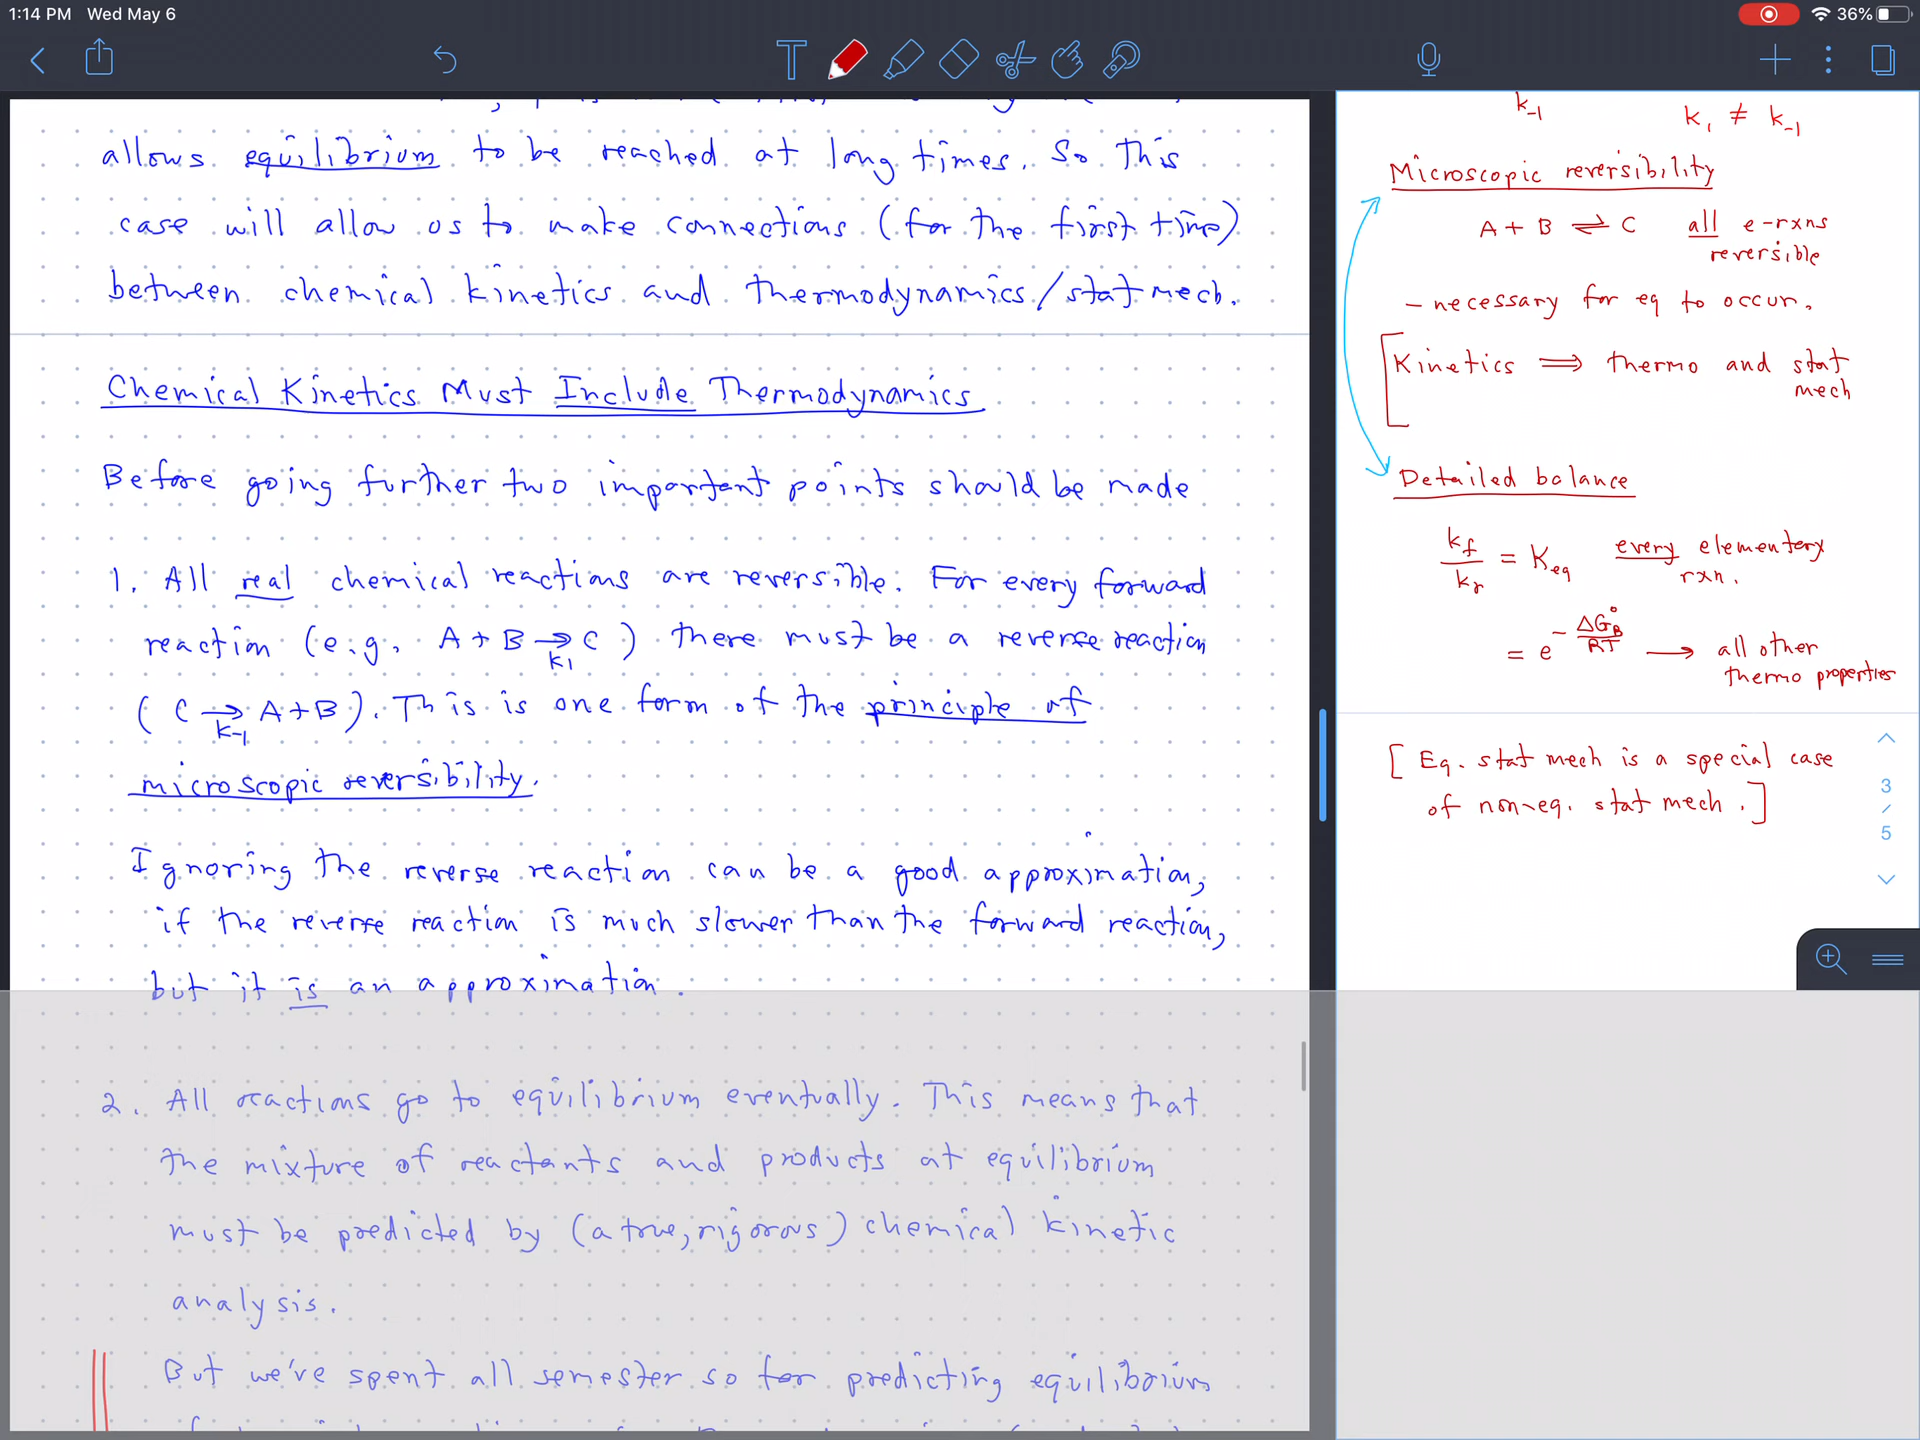 1:14 PM Wed May 6
36%
allows equilibrium to be reached at long times. So this
case will allow us to make connections (for the first time)
between chemical kinetics and thermodynamics/stat mech.
Chemical Kinetics Must Include Thermodynamics
Before going further two important points should be made
1. All real chemical reactions are reversible. For every forward
reaction (e.g. A + B → C) there must be a reverse reaction
k1
(C → A+B). This is one form of the principle of
k-1
microscopic reversibility.
Ignoring the reverse reaction can be a good approximation,
if the reverse reaction is much slower than the forward reaction,
but it is an approximation.
2. All reactions go to equilibrium eventually. This means that
the mixture of reactants and products at equilibrium
must be predicted by (a true, rigorous) chemical kinetic
analysis.
But we've spent all semester so far predicting equilibrium
k-1
k1 ≠ k-1
Microscopic reversibility
A + B ⇌ C all e-rxns
reversible
- necessary for eq to occur.
Kinetics ⟹ thermo and stat
mech
Detailed balance
kf/kr = Keq every elementary
rxn.
= e^-ΔG°B/RT → all other
thermo properties
[ Eq. stat mech is a special case
of non-eq. stat mech. ]
3
/
5